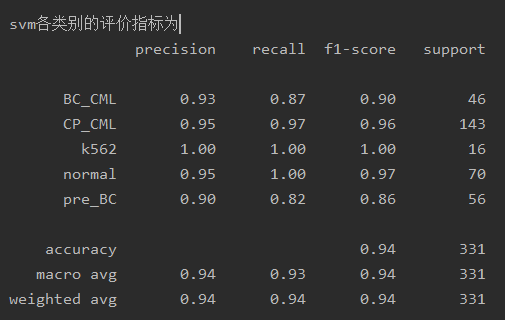 svm各类别的评价指标为
precision recall f1-score support
BC_CML 0.93 0.87 0.90 46
CP_CML 0.95 0.97 0.96 143
k562 1.00 1.00 1.00 16
normal 0.95 1.00 0.97 70
pre_BC 0.90 0.82 0.86 56
accuracy 0.94 331
macro avg 0.94 0.93 0.94 331
weighted avg 0.94 0.94 0.94 331